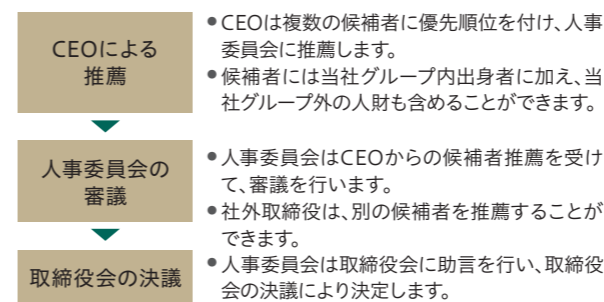 CEOによる
推薦
●CEOは複数の候補者に優先順位を付け、人事
委員会に推薦します。
●候補者には当社グループ内出身者に加え、当
社グループ外の人財も含めることができます。
人事委員会の
審議
●人事委員会はCEOからの候補者推薦を受け
て、審議を行います。
●社外取締役は、別の候補者を推薦することが
できます。
取締役会の決議
●人事委員会は取締役会に助言を行い、取締役
会の決議により決定します。